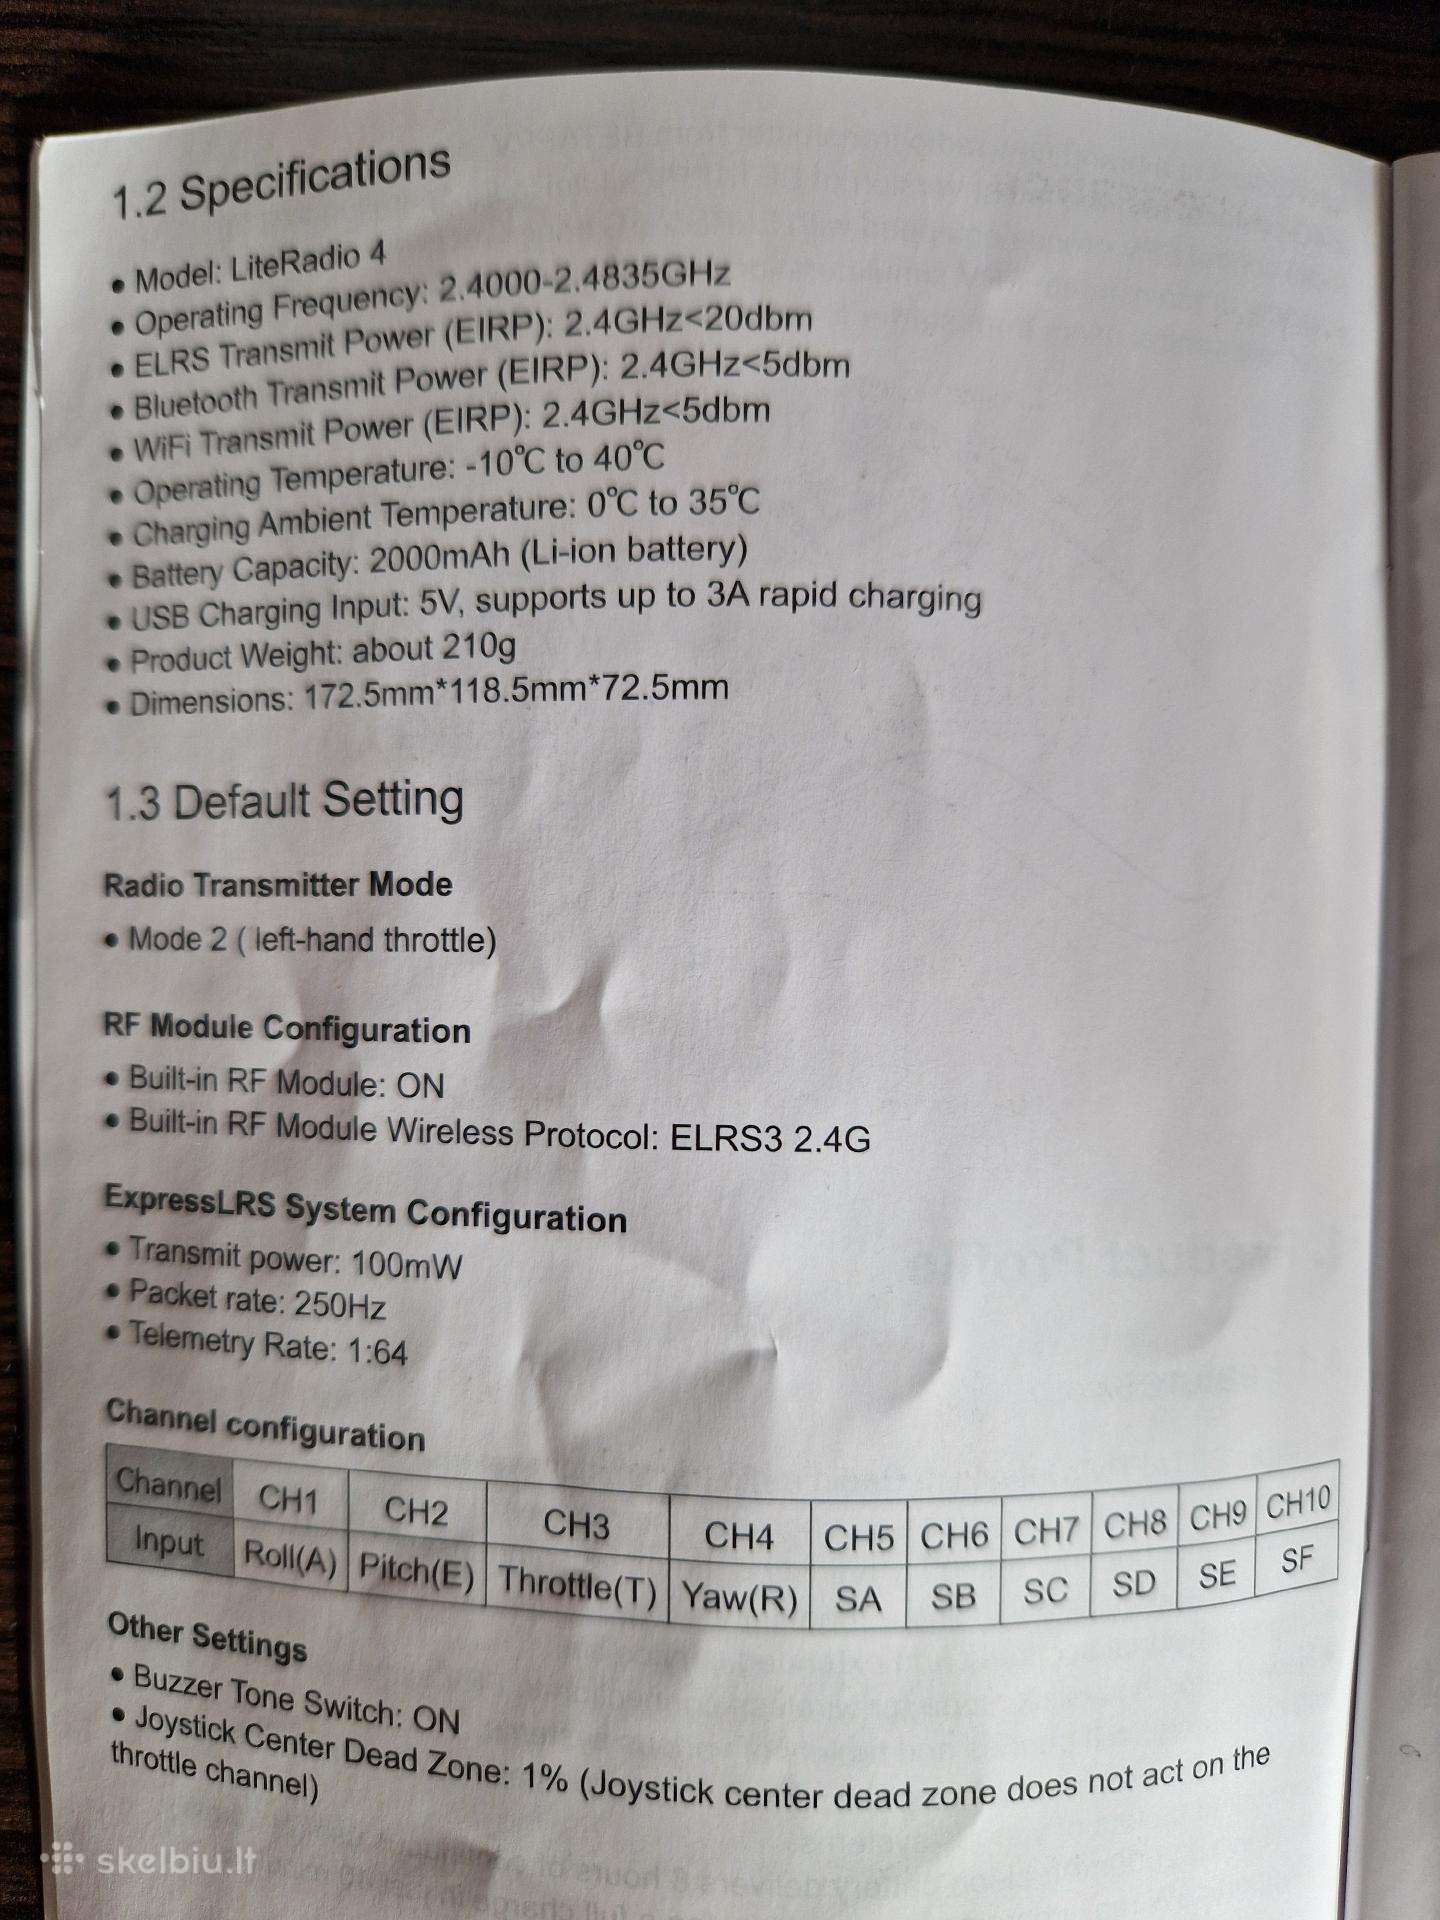 1.2 Specifications
• Model: LiteRadio 4
• Operating Frequency: 2.4000-2.4835GHz
• ELRS Transmit Power (EIRP): 2.4GHz<20dbm
• Bluetooth Transmit Power (EIRP): 2.4GHz<5dbm
• WiFi Transmit Power (EIRP): 2.4GHz<5dbm
• Operating Temperature: -10℃ to 40℃
• Charging Ambient Temperature: 0℃ to 35℃
• Battery Capacity: 2000mAh (Li-ion battery)
• USB Charging Input: 5V, supports up to 3A rapid charging
• Product Weight: about 210g
• Dimensions: 172.5mm*118.5mm*72.5mm
1.3 Default Setting
Radio Transmitter Mode
• Mode 2 ( left-hand throttle)
RF Module Configuration
• Built-in RF Module: ON
• Built-in RF Module Wireless Protocol: ELRS3 2.4G
ExpressLRS System Configuration
• Transmit power: 100mW
• Packet rate: 250Hz
• Telemetry Rate: 1:64
Channel configuration
Channel CH1 CH2 CH3 CH4 CH5 CH6 CH7 CH8 CH9 CH10
Input Roll(A) Pitch(E) Throttle(T) Yaw(R) SA SB SC SD SE SF
Other Settings
• Buzzer Tone Switch: ON
• Joystick Center Dead Zone: 1% (Joystick center dead zone does not act on the
throttle channel)
skelbiu.lt